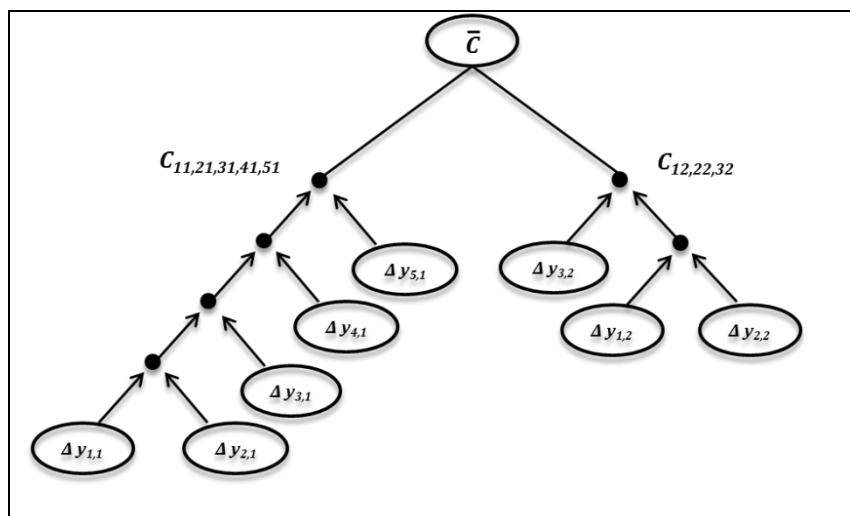 C̄
C₁₁,₂₁,₃₁,₄₁,₅₁
C₁₂,₂₂,₃₂
Δ y₅,₁
Δ y₃,₂
Δ y₄,₁
Δ y₁,₂
Δ y₂,₂
Δ y₃,₁
Δ y₁,₁
Δ y₂,₁